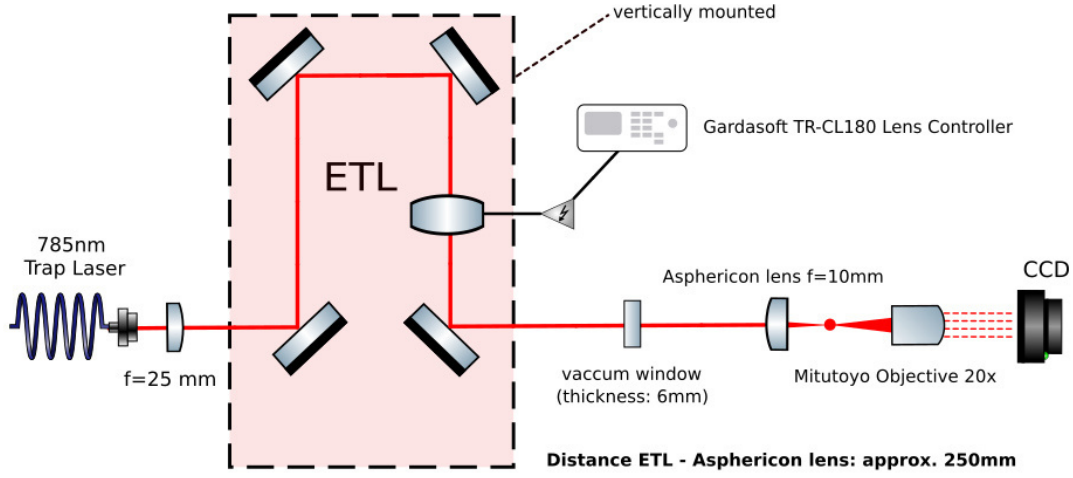 vertically mounted
Gardasoft TR-CL180 Lens Controller
ETL
785nm
Trap Laser
f=25 mm
Asphericon lens f=10mm
CCD
vaccum window
(thickness: 6mm)
Mitutoyo Objective 20x
Distance ETL - Asphericon lens: approx. 250mm